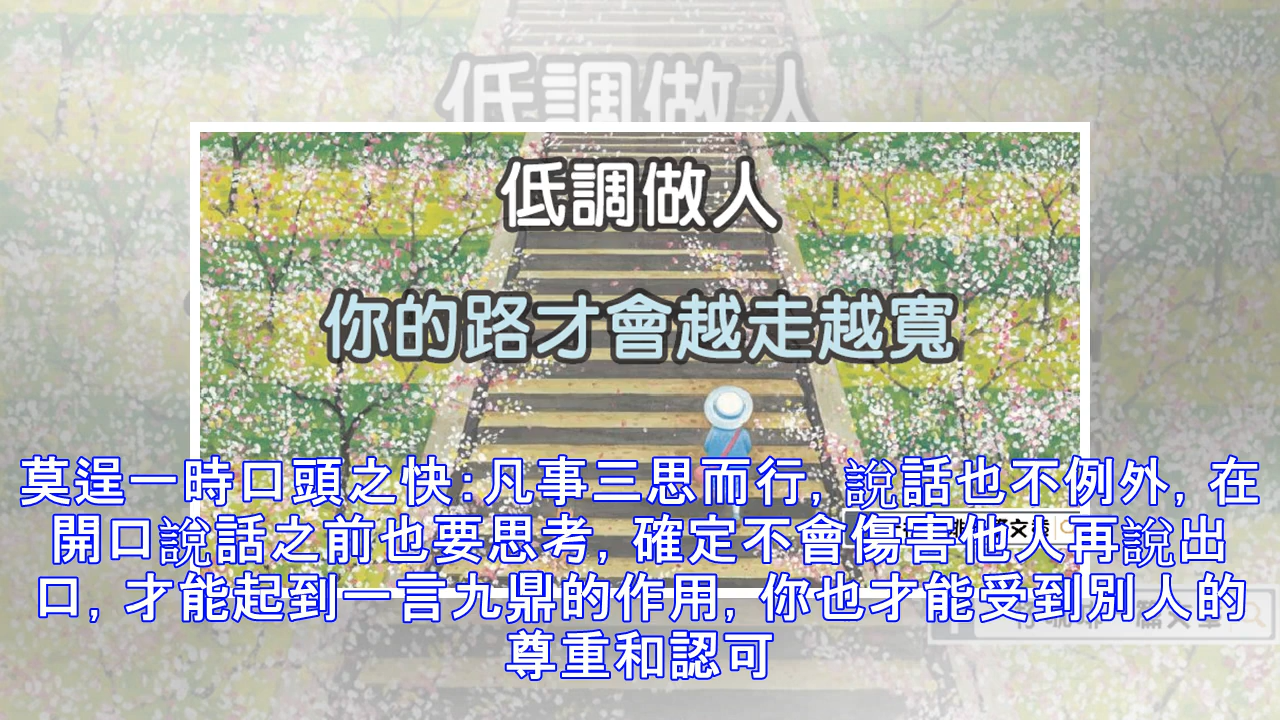 低調做人
低調做人
你的路才會越走越寬
莫逞一時口頭之快:凡事三思而行, 說話也不例外, 在
開口說話之前也要思考, 確定不會傷害他人再說出
口, 才能起到一言九鼎的作用, 你也才能受到別人的
尊重和認可